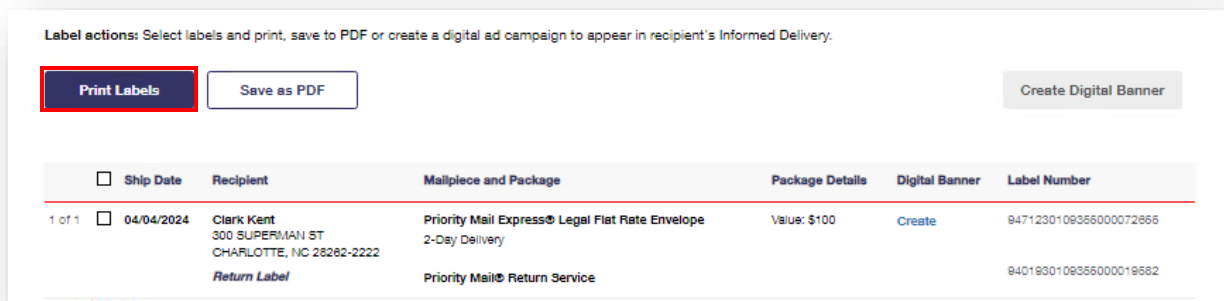 Label actions: Select labels and print, save to PDF or create a digital ad campaign to appear in recipient's Informed Delivery.
Print Labels Save as PDF Create Digital Banner
Ship Date Recipient Mailpiece and Package Package Details Digital Banner Label Number
1 of 1 04/04/2024 Clark Kent Priority Mail Express® Legal Flat Rate Envelope Value: $100 Create 9471230109355000072655
300 SUPERMAN ST 2-Day Delivery
CHARLOTTE, NC 28262-2222
Return Label Priority Mail® Return Service 9401930109355000019582